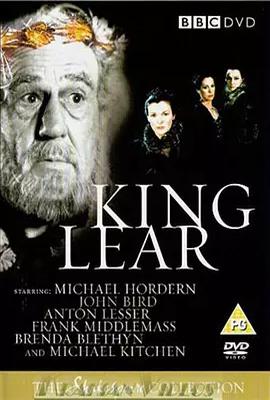 BBC DVD
KING
LEAR
STARRING: MICHAEL HORDERN
JOHN BIRD
ANTON LESSER
FRANK MIDDLEMASS
BRENDA BLETHYN
AND MICHAEL KITCHEN
PG
DVD
VIDEO
THE Shakespeare COLLECTION